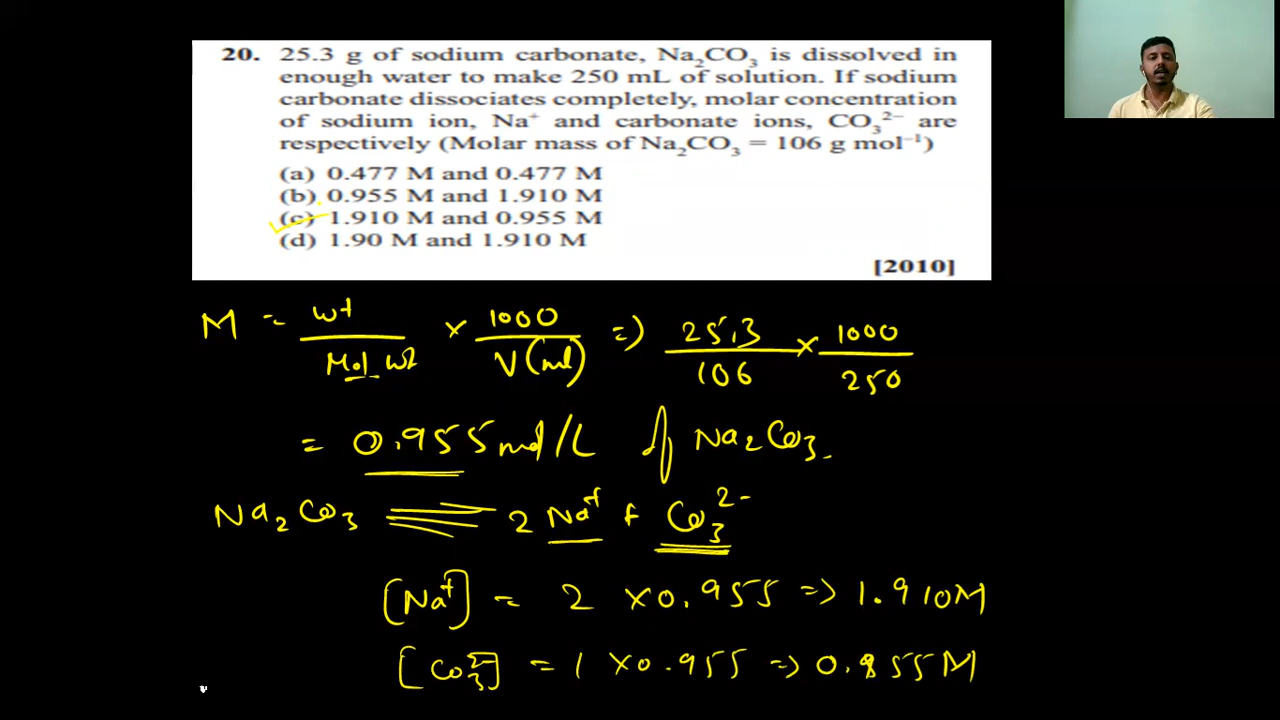 20. 25.3 g of sodium carbonate, Na₂CO₃ is dissolved in
enough water to make 250 mL of solution. If sodium
carbonate dissociates completely, molar concentration
of sodium ion, Na⁺ and carbonate ions, CO₃²⁻ are
respectively (Molar mass of Na₂CO₃ = 106 g mol⁻¹)
(a) 0.477 M and 0.477 M
(b) 0.955 M and 1.910 M
(c) 1.910 M and 0.955 M
(d) 1.90 M and 1.910 M
[2010]
M = wt / Mol wt × 1000 / V(ml) => 25.3 / 106 × 1000 / 250
= 0.955 mol/L of Na₂CO₃.
Na₂CO₃ ⇌ 2 Na⁺ + CO₃²⁻
[Na⁺] = 2 × 0.955 => 1.910M
[CO₃²⁻] = 1 × 0.955 => 0.855 M